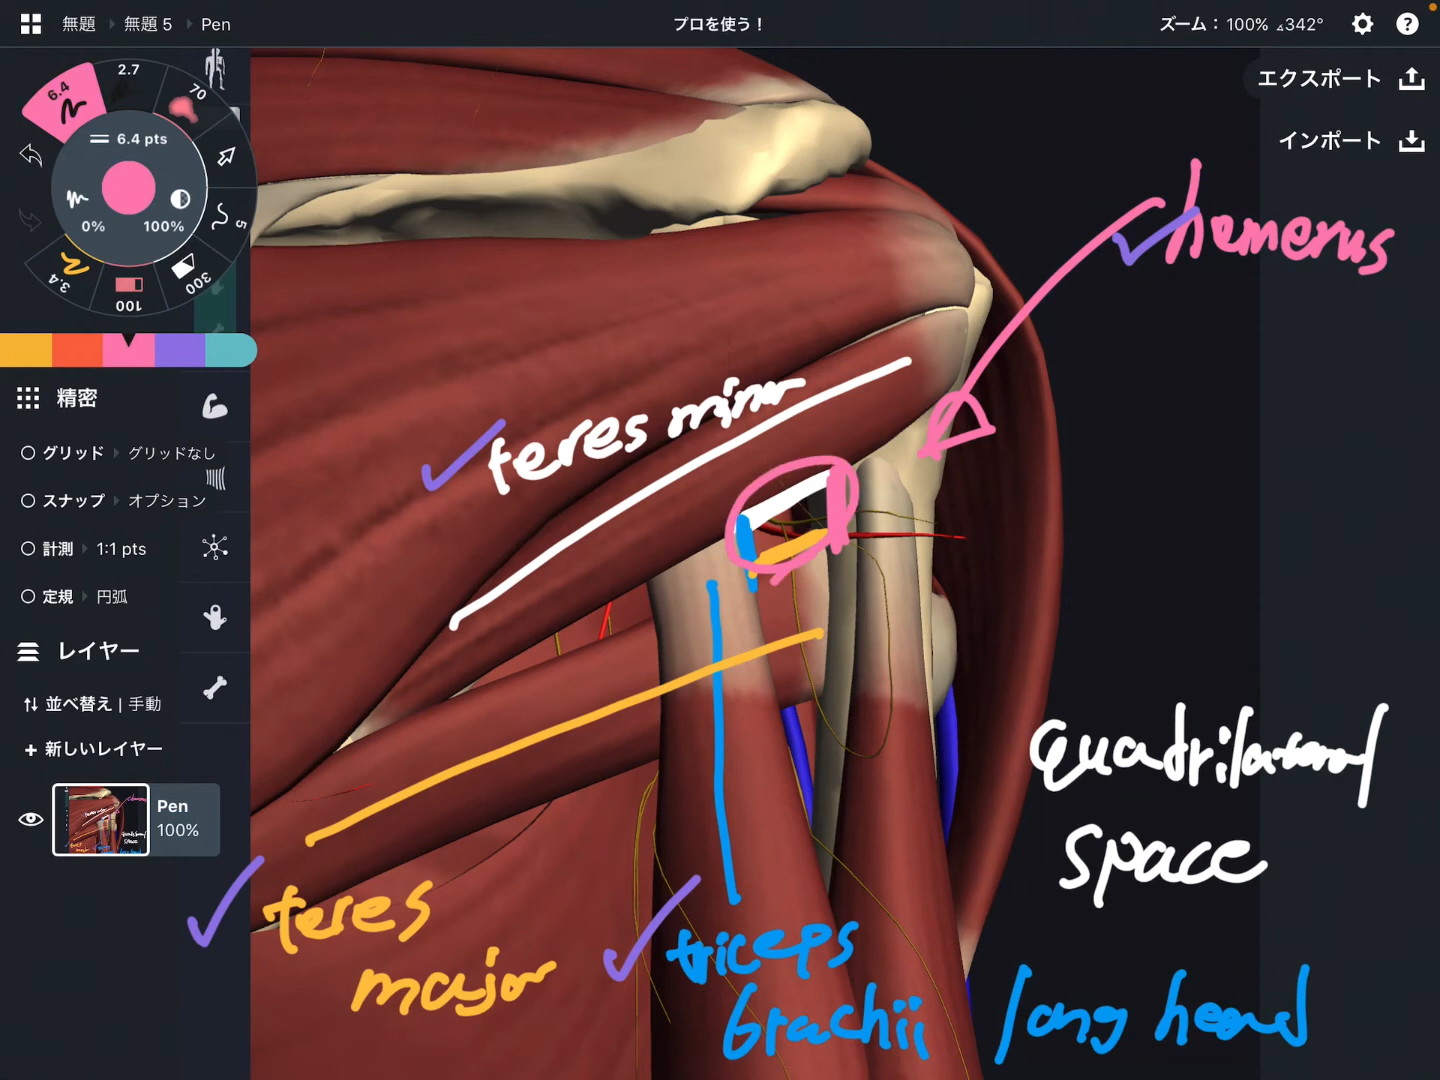 無題 無題 5 Pen
プロを使う！
ズーム： 100% ⦟342°
エクスポート
インポート
2.7
6.4
70
6.4 pts
0% 100%
5
3.4
100
300
精密
グリッド グリッドなし
スナップ オプション
計測 1:1 pts
定規 円弧
レイヤー
並べ替え | 手動
新しいレイヤー
Pen
100%
humerus
teres minor
quadrilateral
space
teres
major
triceps
brachii long head